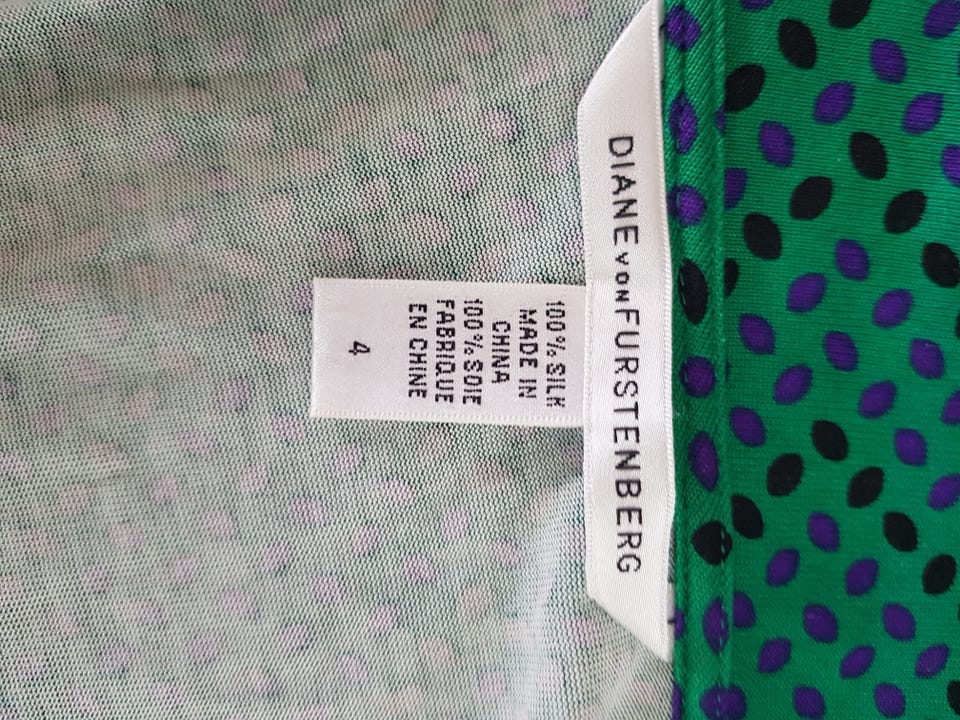 DIANE VON FURSTENBERG
100% SILK
MADE IN
CHINA
100% SOIE
FABRIQUE
EN CHINE
4